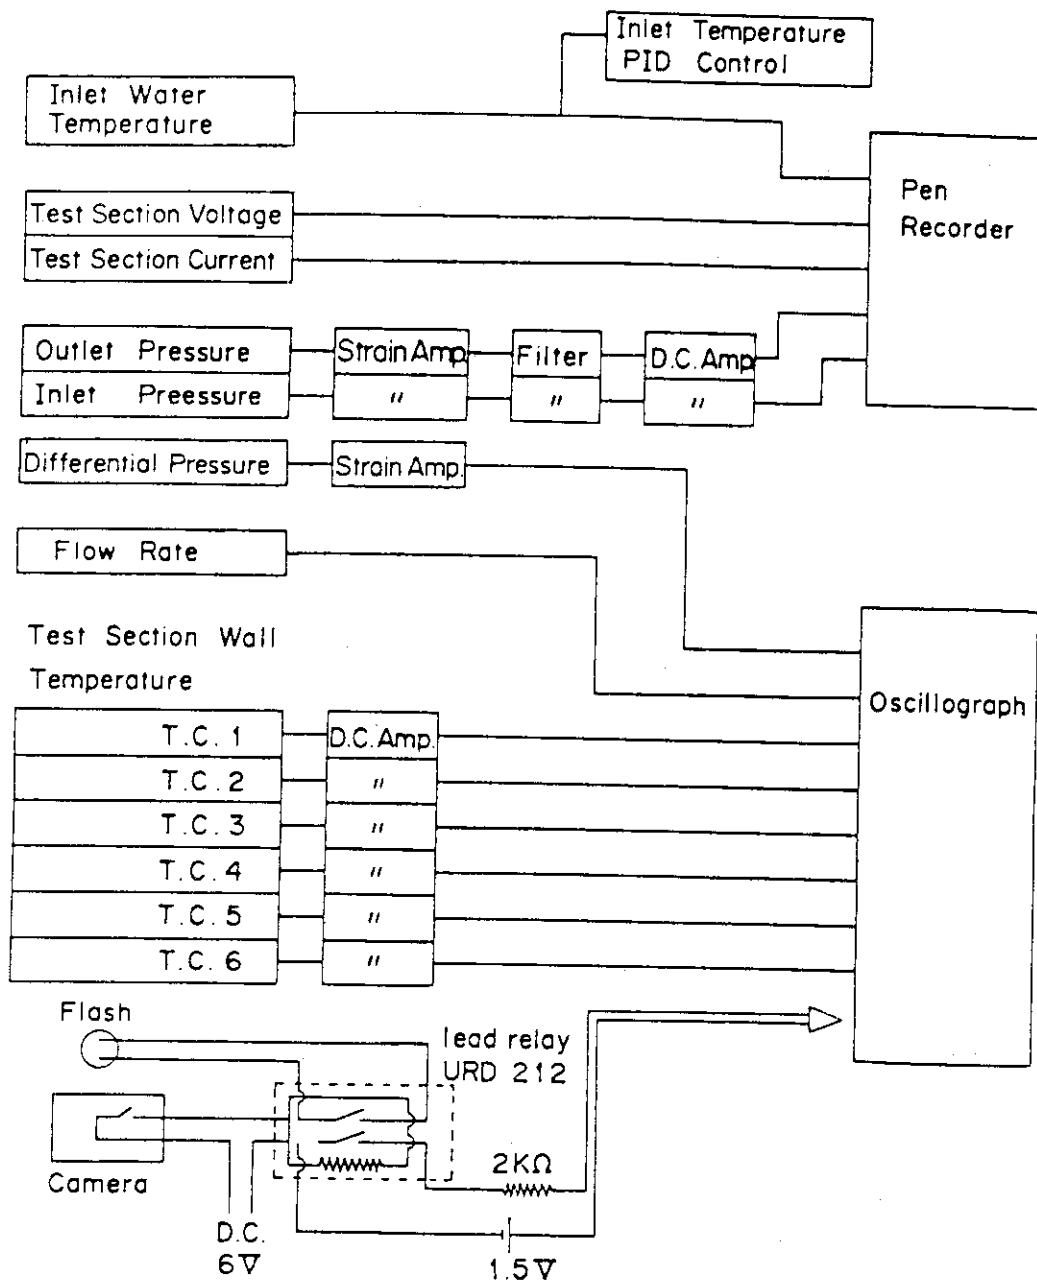 Inlet Temperature
PID Control
Inlet Water
Temperature
Pen
Recorder
Test Section Voltage
Test Section Current
Outlet Pressure
Strain Amp.
Filter
D.C. Amp
Inlet Preessure
"
"
"
Differential Pressure
Strain Amp.
Flow Rate
Test Section Wall
Temperature
Oscillograph
T.C. 1
D.C. Amp.
T.C. 2
"
T.C. 3
"
T.C. 4
"
T.C. 5
"
T.C. 6
"
Flash
lead relay
URD 212
Camera
2KΩ
D.C.
6V
1.5V